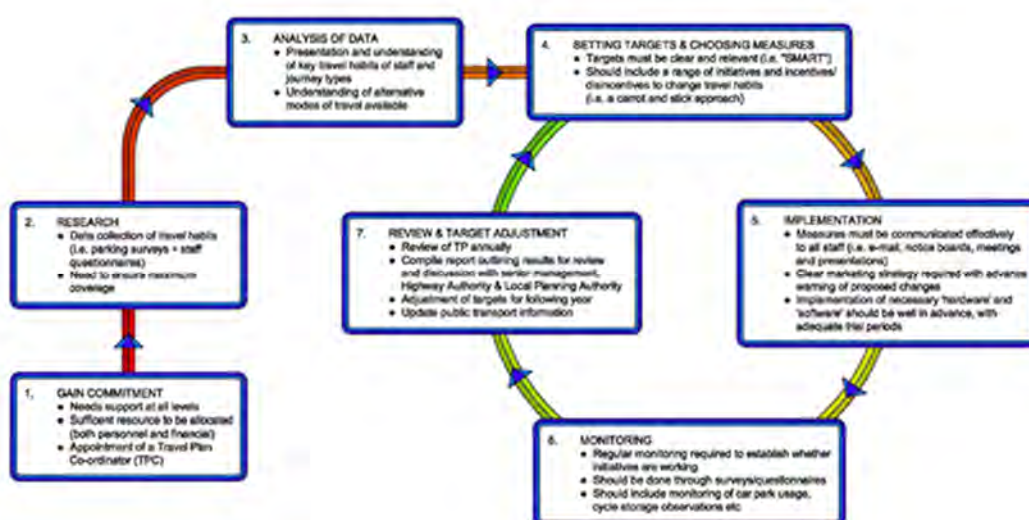 1. GAIN COMMITMENT
● Needs support at all levels
● Sufficent resource to be allocated
(both personnel and financial)
● Appointment of a Travel Plan
Co-ordinator (TPC)
2. RESEARCH
● Data collection of travel habits
(i.e. parking surveys + staff
questionnaires)
● Need to ensure maximum
coverage
3. ANALYSIS OF DATA
● Presentation and understanding
of key travel habits of staff and
journey types
● Understanding of alternative
modes of travel available
4. SETTING TARGETS & CHOOSING MEASURES
● Targets must be clear and relevant (i.e. "SMART")
● Should include a range of initiatives and incentives/
disincentives to change travel habits
(i.e. a carrot and stick approach)
5. IMPLEMENTATION
● Measures must be communicated effectively
to all staff (i.e. e-mail, notice boards, meetings
and presentations)
● Clear marketing strategy required with advance
warning of proposed changes
● Implementation of necessary 'hardware' and
'software' should be well in advance, with
adequate trial periods
6. MONITORING
● Regular monitoring required to establish whether
initiatives are working
● Should be done through surveys/questionnaires
● Should include monitoring of car park usage,
cycle storage observations etc
7. REVIEW & TARGET ADJUSTMENT
● Review of TP annually
● Compile report outlining results for review
and discussion with senior management,
Highway Authority & Local Planning Authority
● Adjustment of targets for following year
● Update public transport information